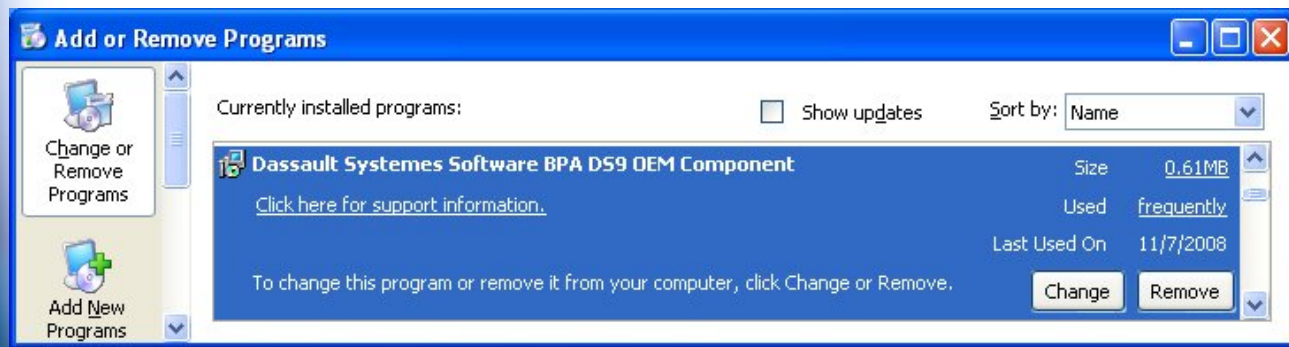 Add or Remove Programs
Change or
Remove
Programs
Add New
Programs
Currently installed programs:
Show updates
Sort by: Name
Dassault Systemes Software BPA DS9 OEM Component
Size 0.61MB
Click here for support information.
Used frequently
Last Used On 11/7/2008
To change this program or remove it from your computer, click Change or Remove.
Change Remove